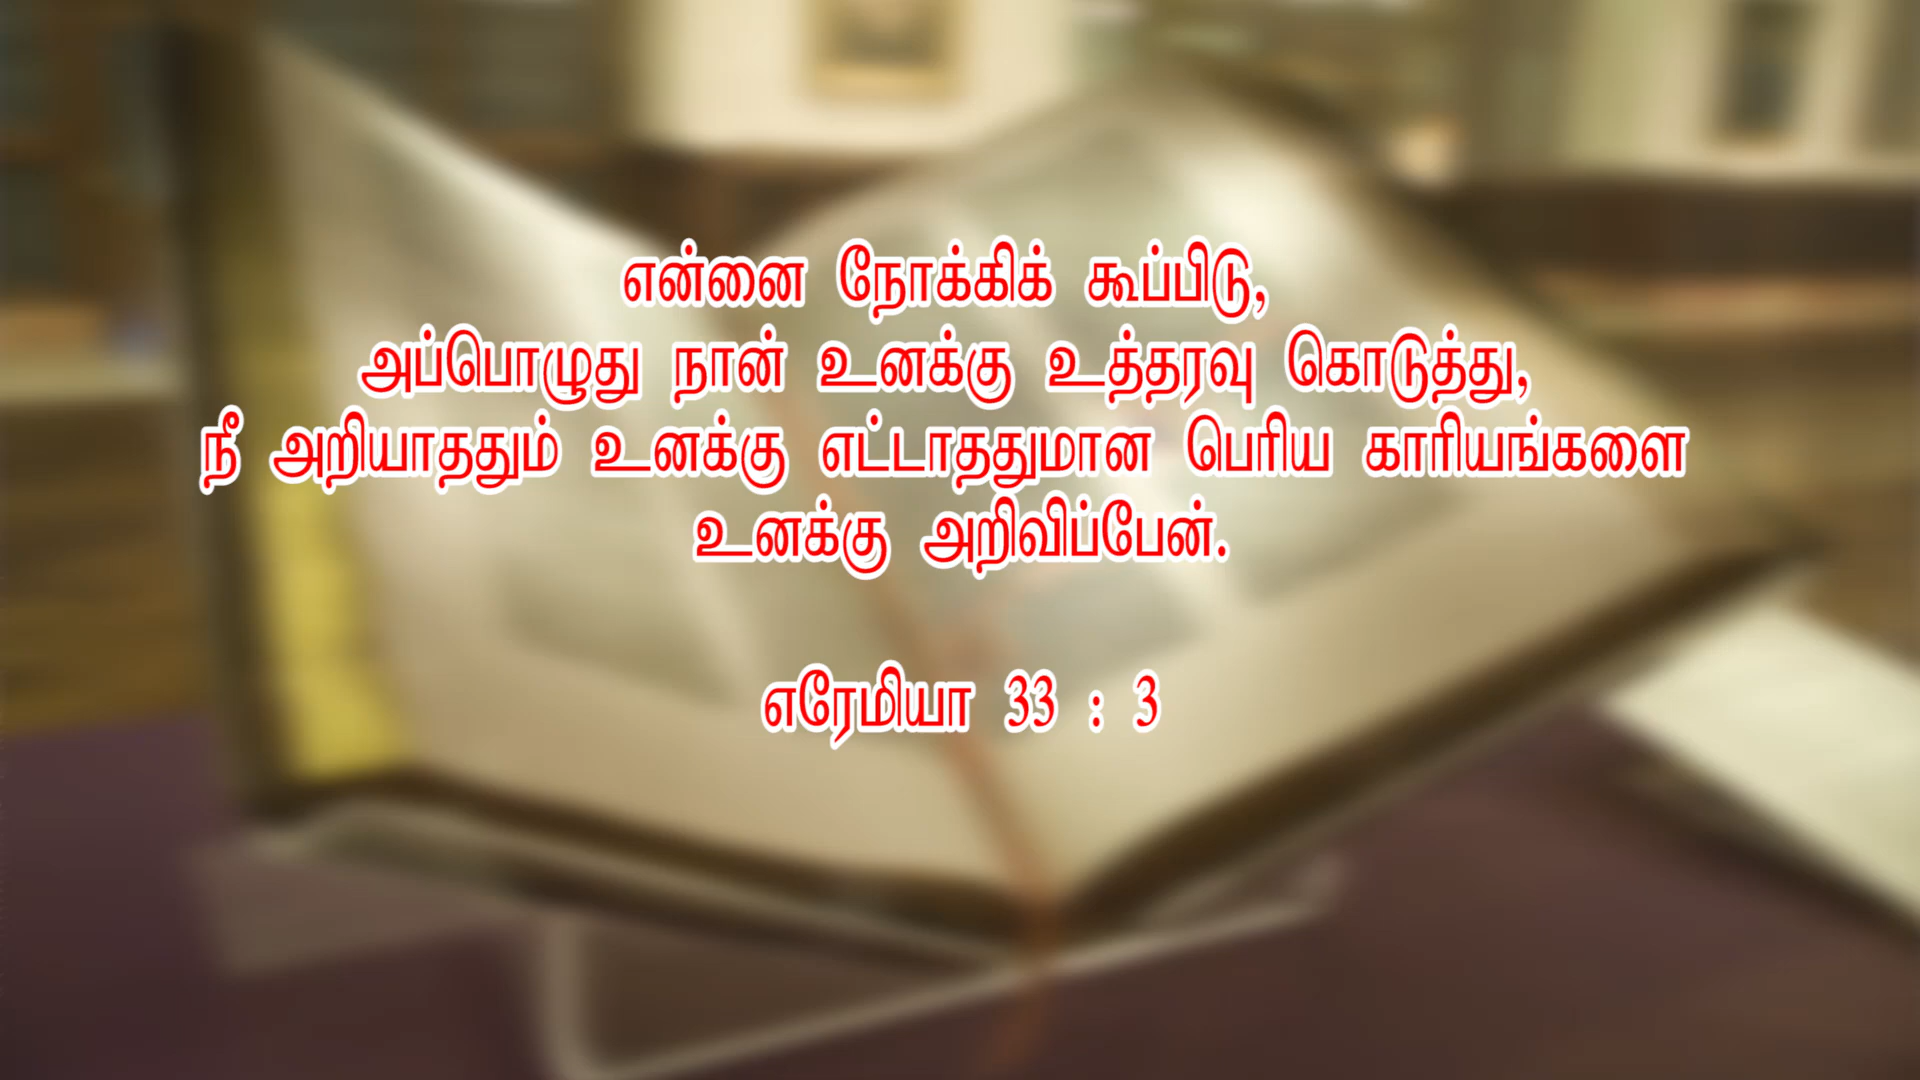 என்னை நோக்கிக் கூப்பிடு,
அப்பொழுது நான் உனக்கு உத்தரவு கொடுத்து,
நீ அறியாததும் உனக்கு எட்டாததுமான பெரிய காரியங்களை
உனக்கு அறிவிப்பேன்.
எரேமியா 33 : 3